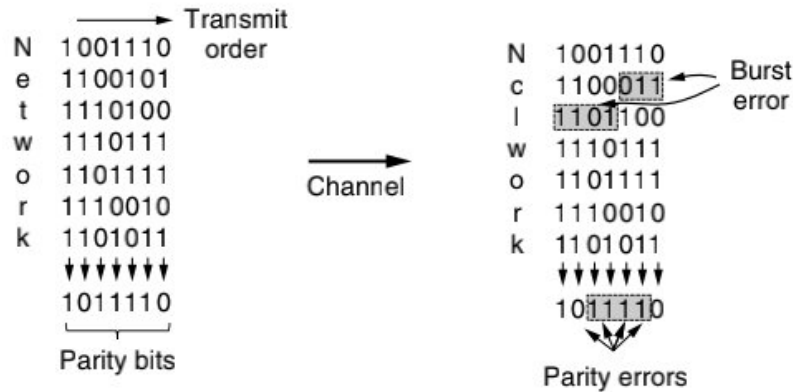 Transmit
order
N 1001110
e 1100101
t 1110100
w 1110111
o 1101111
r 1110010
k 1101011
1011110
Parity bits
Channel
N 1001110
c 1100011
l 1101100
w 1110111
o 1101111
r 1110010
k 1101011
1011110
Burst
error
Parity errors